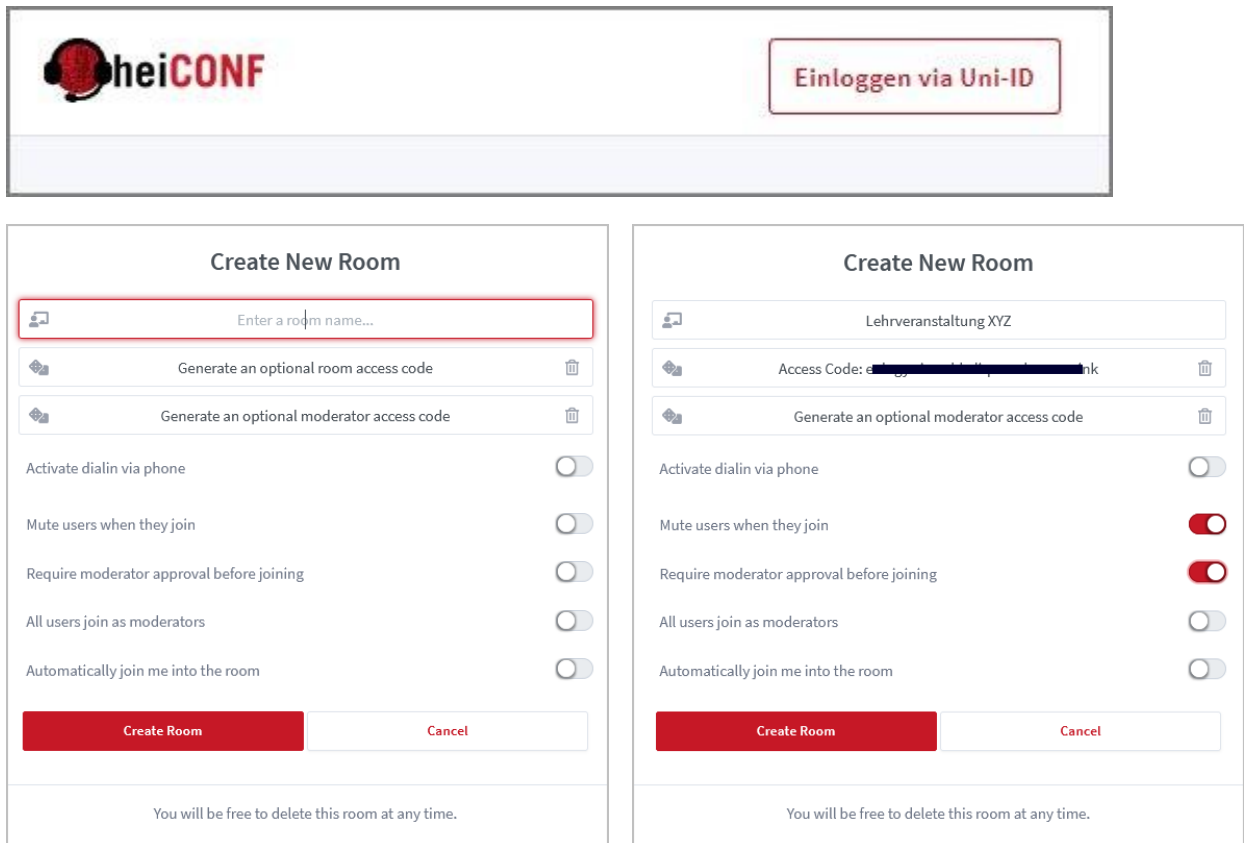 heiCONF
Einloggen via Uni-ID
Create New Room
Enter a room name...
Generate an optional room access code
Generate an optional moderator access code
Activate dialin via phone
Mute users when they join
Require moderator approval before joining
All users join as moderators
Automatically join me into the room
Create Room
Cancel
You will be free to delete this room at any time.
Create New Room
Lehrveranstaltung XYZ
Access Code:
Generate an optional moderator access code
Activate dialin via phone
Mute users when they join
Require moderator approval before joining
All users join as moderators
Automatically join me into the room
Create Room
Cancel
You will be free to delete this room at any time.